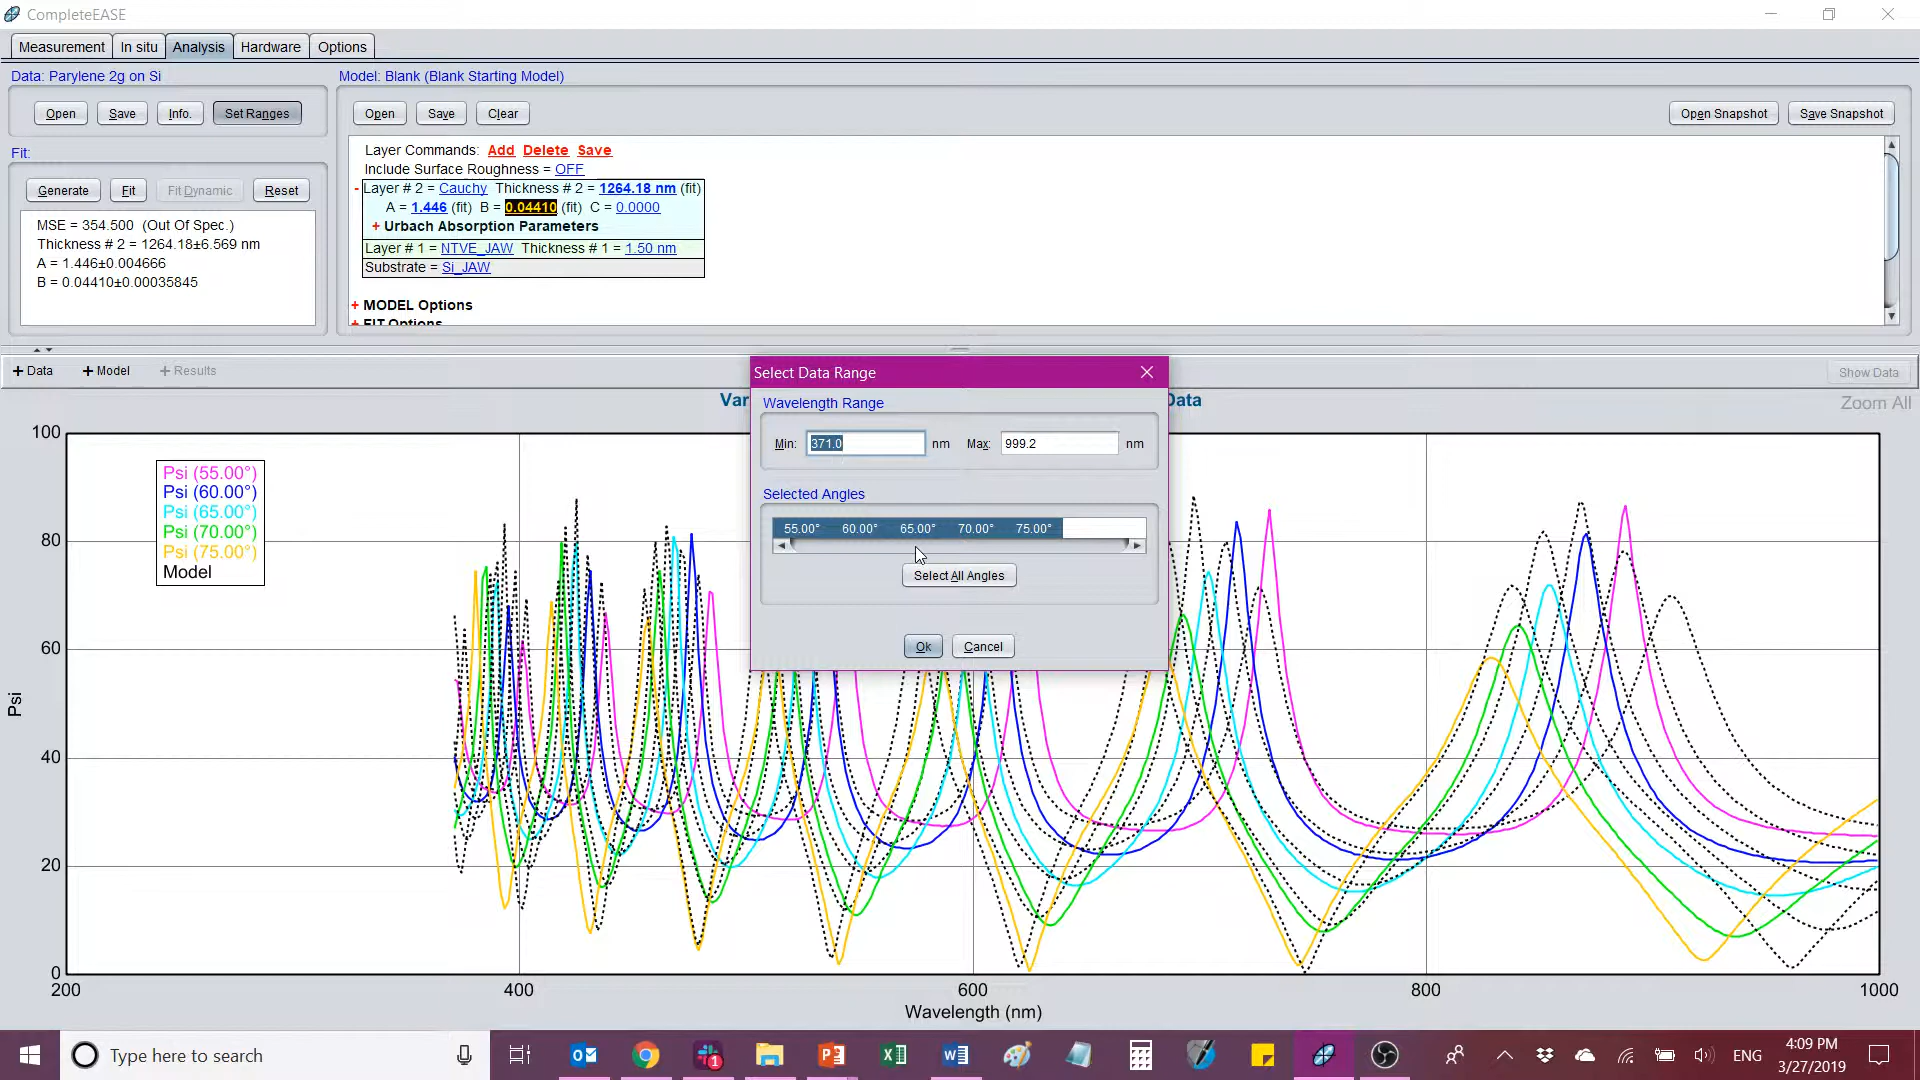 CompleteEASE
Measurement In situ Analysis Hardware Options
Data: Parylene 2g on Si
Open Save Info. Set Ranges
Fit:
Generate Fit Fit Dynamic Reset
MSE = 354.500 (Out Of Spec.)
Thickness # 2 = 1264.18±6.569 nm
A = 1.446±0.004666
B = 0.04410±0.00035845
Model: Blank (Blank Starting Model)
Open Save Clear
Open Snapshot Save Snapshot
Layer Commands: Add Delete Save
Include Surface Roughness = OFF
- Layer # 2 = Cauchy Thickness # 2 = 1264.18 nm (fit)
A = 1.446 (fit) B = 0.04410 (fit) C = 0.0000
+ Urbach Absorption Parameters
Layer # 1 = NTVE_JAW Thickness # 1 = 1.50 nm
Substrate = Si_JAW
+ MODEL Options
+ FIT Options
+ Data + Model + Results
Show Data
Var
Data
Zoom All
Select Data Range
Wavelength Range
Min: 371.0 nm Max: 999.2 nm
Selected Angles
55.00° 60.00° 65.00° 70.00° 75.00°
Select All Angles
Ok Cancel
Psi (55.00°)
Psi (60.00°)
Psi (65.00°)
Psi (70.00°)
Psi (75.00°)
Model
100
80
60
40
20
0
Psi
200 400 600 800 1000
Wavelength (nm)
Type here to search
1
ENG
4:09 PM
3/27/2019